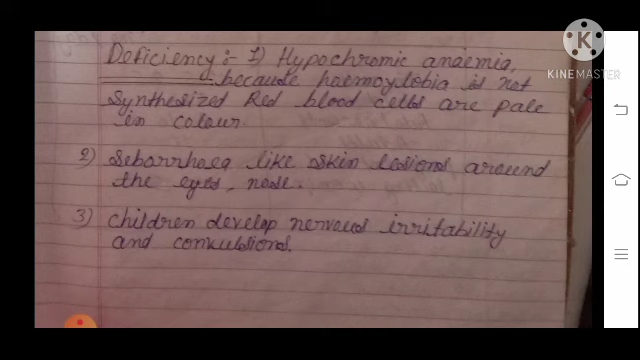 Deficiency :- 1) Hypochromic anaemia,
- because haemoglobia is not
synthesized Red blood cells are pale
in colour.
2) Seborrhoea like skin lesions around
the eyes, nose.
3) Children develop nervous irritability
and convulsions.
K
KINEMASTER